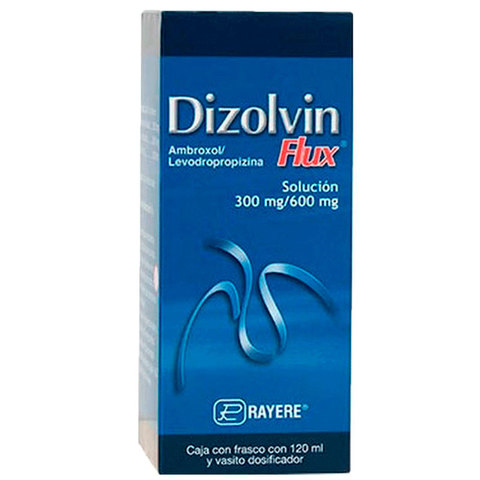 Dizolvin
Flux®
Ambroxol/
Levodropropizina
Solución
300 mg/600 mg
RAYERE®
Caja con frasco con 120 ml
y vasito dosificador